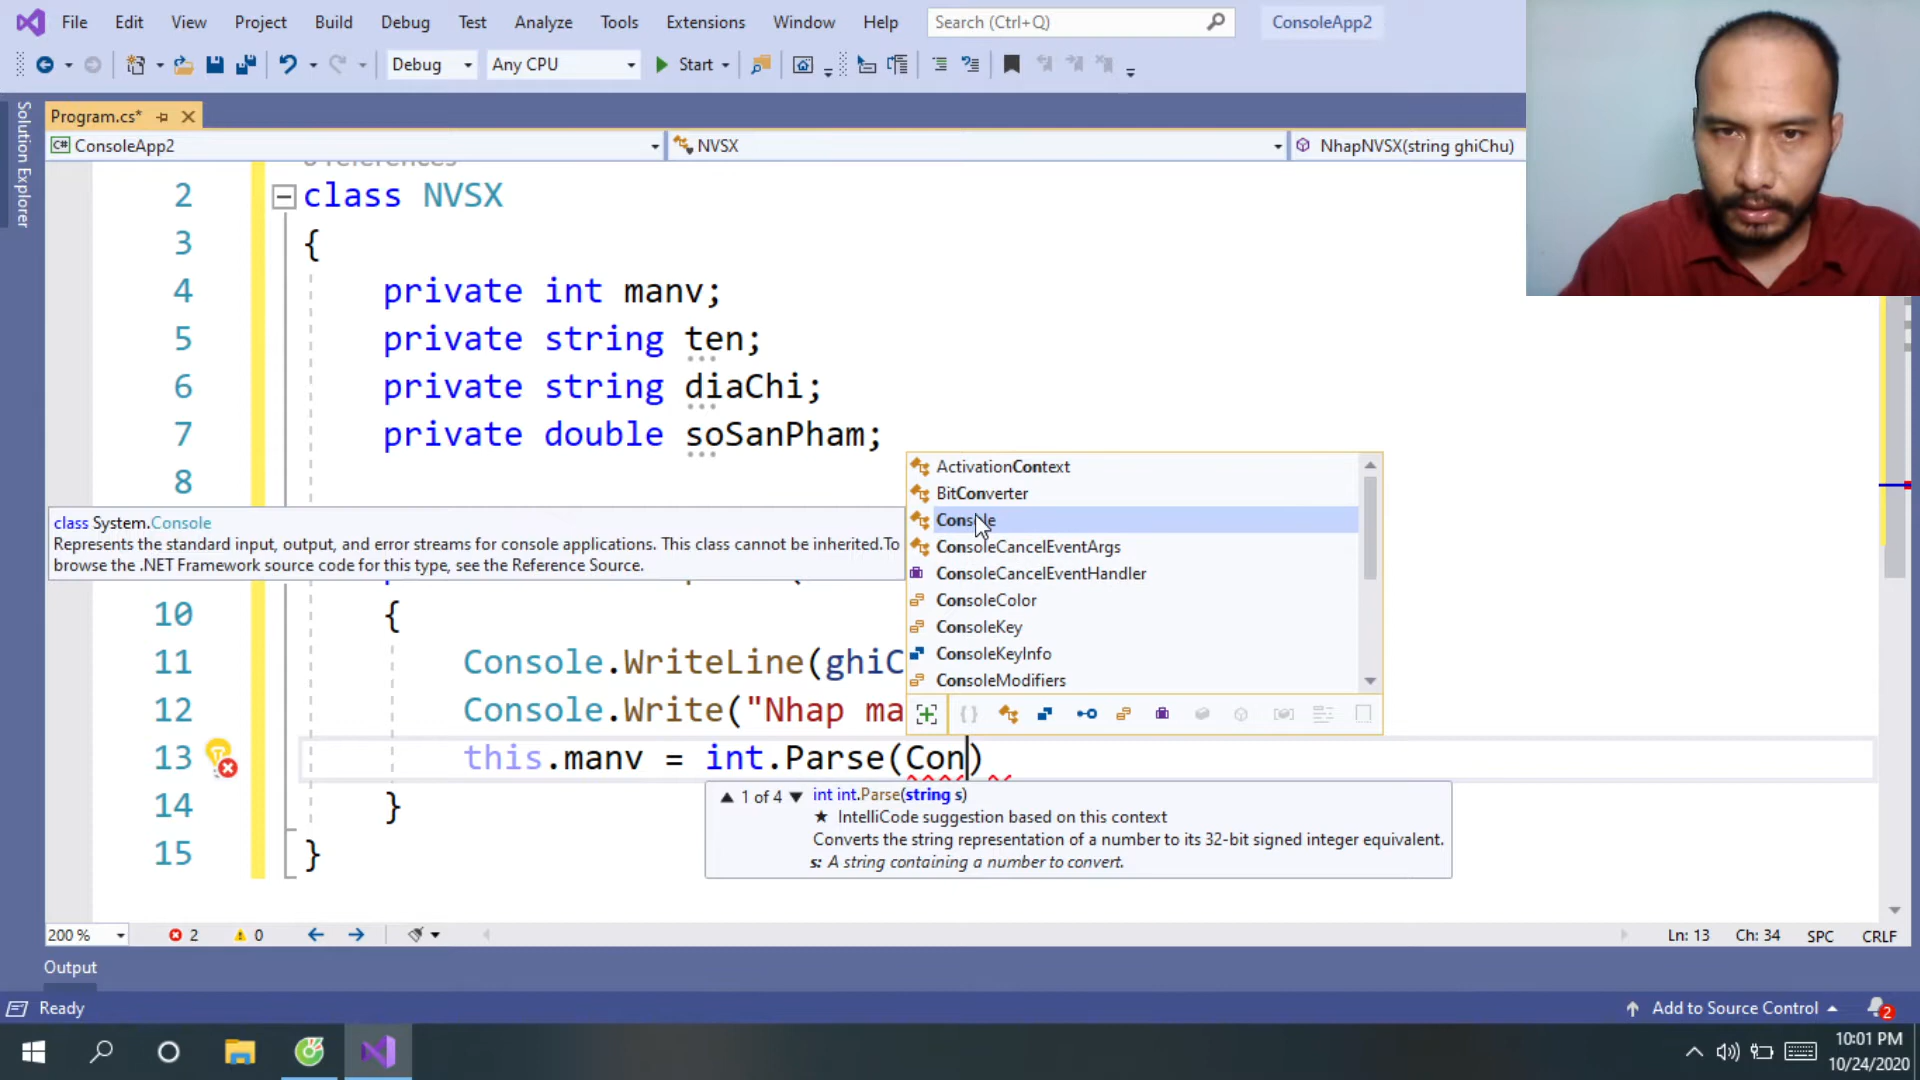 File Edit View Project Build Debug Test Analyze Tools Extensions Window Help Search (Ctrl+Q) ConsoleApp2
Debug Any CPU Start
Solution Explorer
Program.cs*
C# ConsoleApp2 NVSX NhapNVSX(string ghiChu)
references
2 class NVSX
3 {
4 private int manv;
5 private string ten;
6 private string diaChi;
7 private double soSanPham;
8
class System.Console
Represents the standard input, output, and error streams for console applications. This class cannot be inherited.To
browse the .NET Framework source code for this type, see the Reference Source.
ActivationContext
BitConverter
Console
ConsoleCancelEventArgs
ConsoleCancelEventHandler
ConsoleColor
ConsoleKey
ConsoleKeyInfo
ConsoleModifiers
10 {
11 Console.WriteLine(ghiC
12 Console.Write("Nhap ma
13 this.manv = int.Parse(Con)
14 }
15 }
1 of 4 int int.Parse(string s)
★ IntelliCode suggestion based on this context
Converts the string representation of a number to its 32-bit signed integer equivalent.
s: A string containing a number to convert.
200 % 2 0 Ln: 13 Ch: 34 SPC CRLF
Output
Ready Add to Source Control 2
10:01 PM
10/24/2020